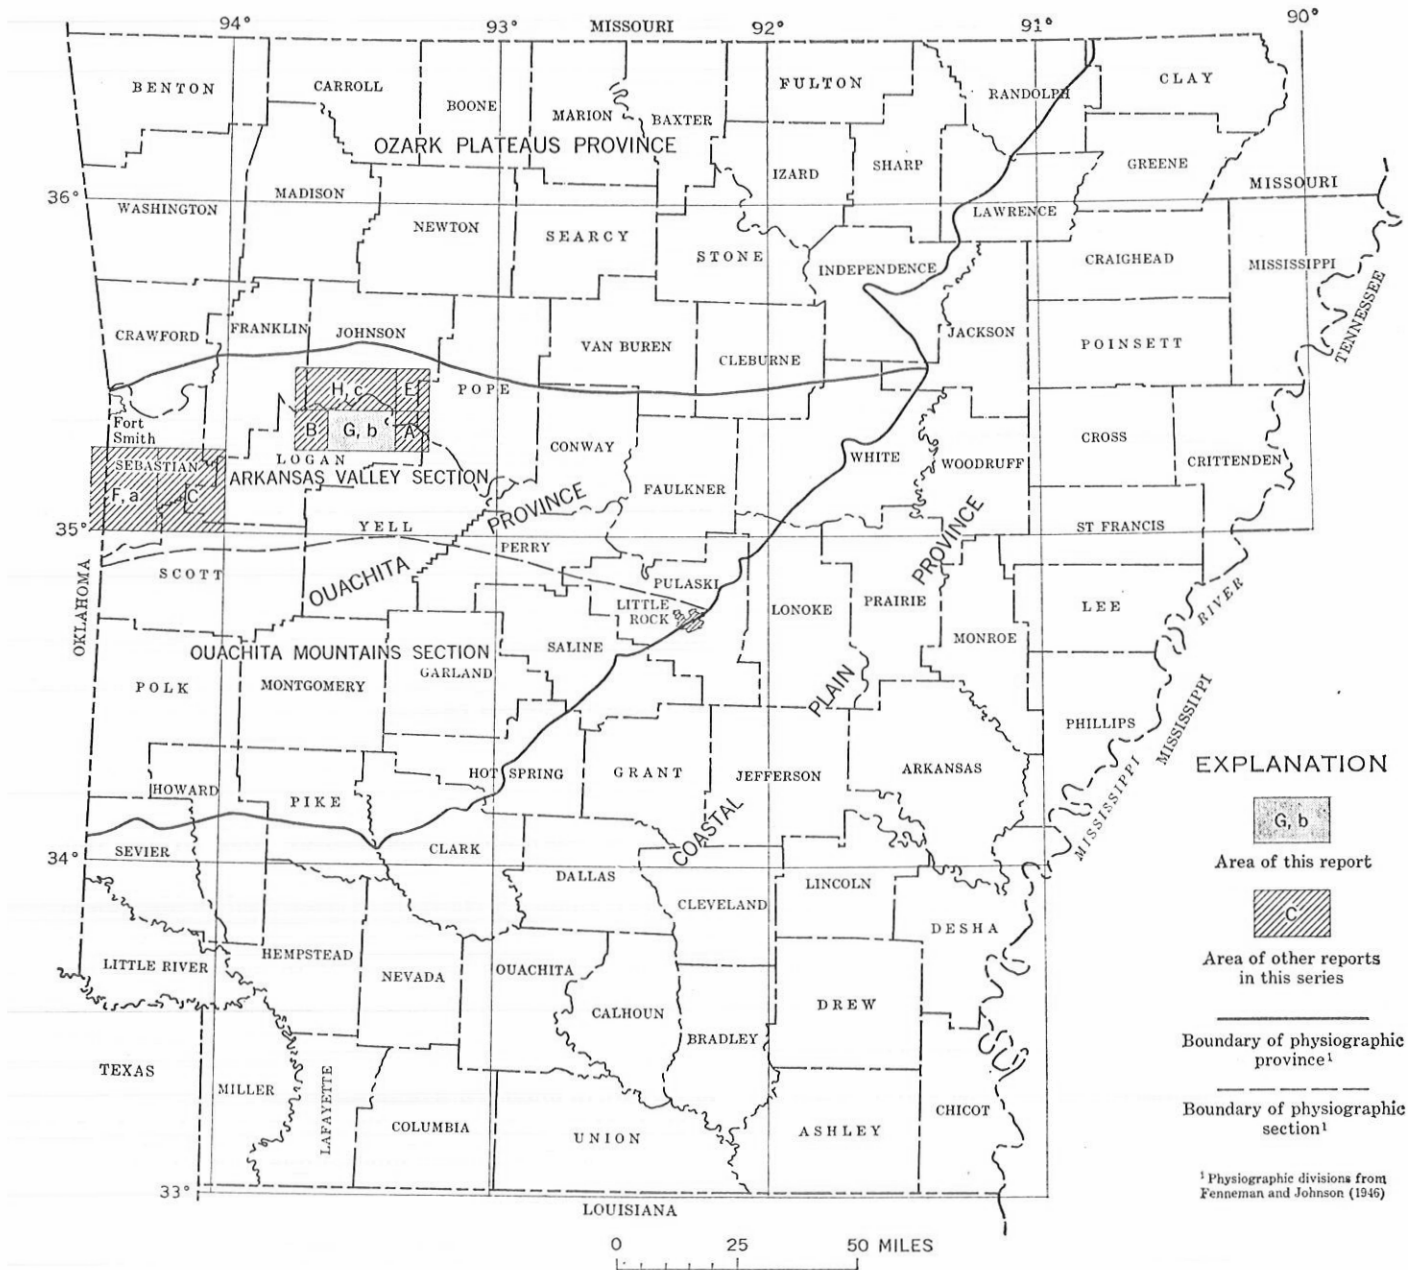 94°
93°
MISSOURI
92°
91°
90°
BENTON
CARROLL
BOONE
MARION
BAXTER
FULTON
RANDOLPH
CLAY
OZARK PLATEAUS PROVINCE
IZARD
SHARP
GREENE
MISSOURI
36°
WASHINGTON
MADISON
NEWTON
SEARCY
STONE
LAWRENCE
INDEPENDENCE
CRAIGHEAD
MISSISSIPPI
TENNESSEE
CRAWFORD
FRANKLIN
JOHNSON
VAN BUREN
CLEBURNE
JACKSON
POINSETT
H, c
E
POPE
Fort
Smith
B
G, b
A
CONWAY
WHITE
WOODRUFF
CROSS
CRITTENDEN
SEBASTIAN
LOGAN
ARKANSAS VALLEY SECTION
F, a
C
FAULKNER
35°
YELL
PROVINCE
PERRY
ST FRANCIS
PROVINCE
SCOTT
OUACHITA
PULASKI
LITTLE
ROCK
LONOKE
PRAIRIE
LEE
RIVER
OKLAHOMA
MONROE
OUACHITA MOUNTAINS SECTION
SALINE
GARLAND
POLK
MONTGOMERY
PLAIN
PHILLIPS
MISSISSIPPI
HOT SPRING
GRANT
JEFFERSON
ARKANSAS
MISSISSIPPI
HOWARD
PIKE
COASTAL
SEVIER
CLARK
34°
DALLAS
LINCOLN
CLEVELAND
DESHA
LITTLE RIVER
HEMPSTEAD
NEVADA
OUACHITA
CALHOUN
DREW
BRADLEY
TEXAS
MILLER
LAFAYETTE
COLUMBIA
UNION
ASHLEY
CHICOT
33°
LOUISIANA
0 25 50 MILES
EXPLANATION
G, b
Area of this report
C
Area of other reports
in this series
Boundary of physiographic
province¹
Boundary of physiographic
section¹
¹ Physiographic divisions from
Fenneman and Johnson (1946)